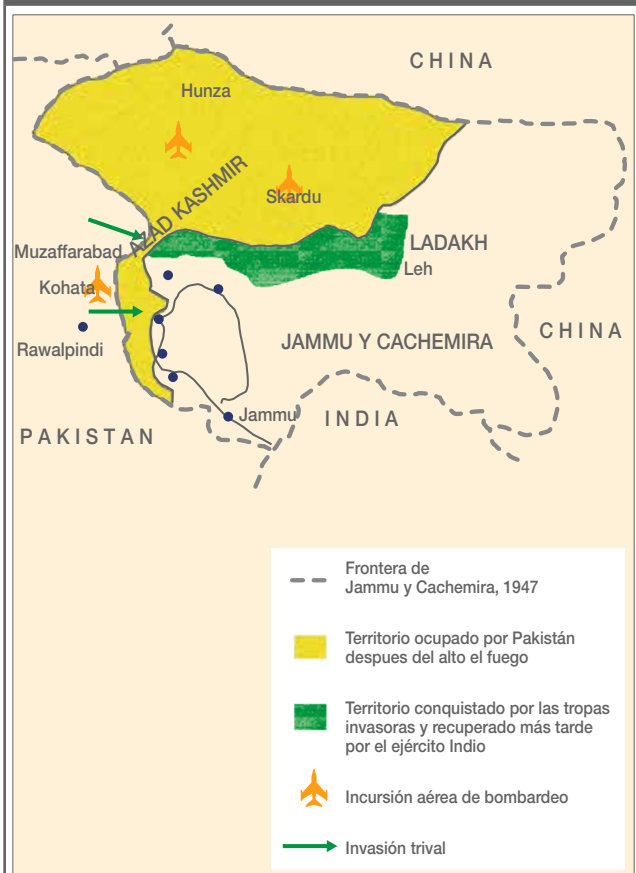 CHINA
Hunza
AZAD KASHMIR
Skardu
Muzaffarabad
LADAKH
Leh
Kohata
CHINA
JAMMU Y CACHEMIRA
Rawalpindi
Jammu
INDIA
PAKISTAN
Frontera de
Jammu y Cachemira, 1947
Territorio ocupado por Pakistán
despues del alto el fuego
Territorio conquistado por las tropas
invasoras y recuperado más tarde
por el ejército Indio
Incursión aérea de bombardeo
Invasión trival